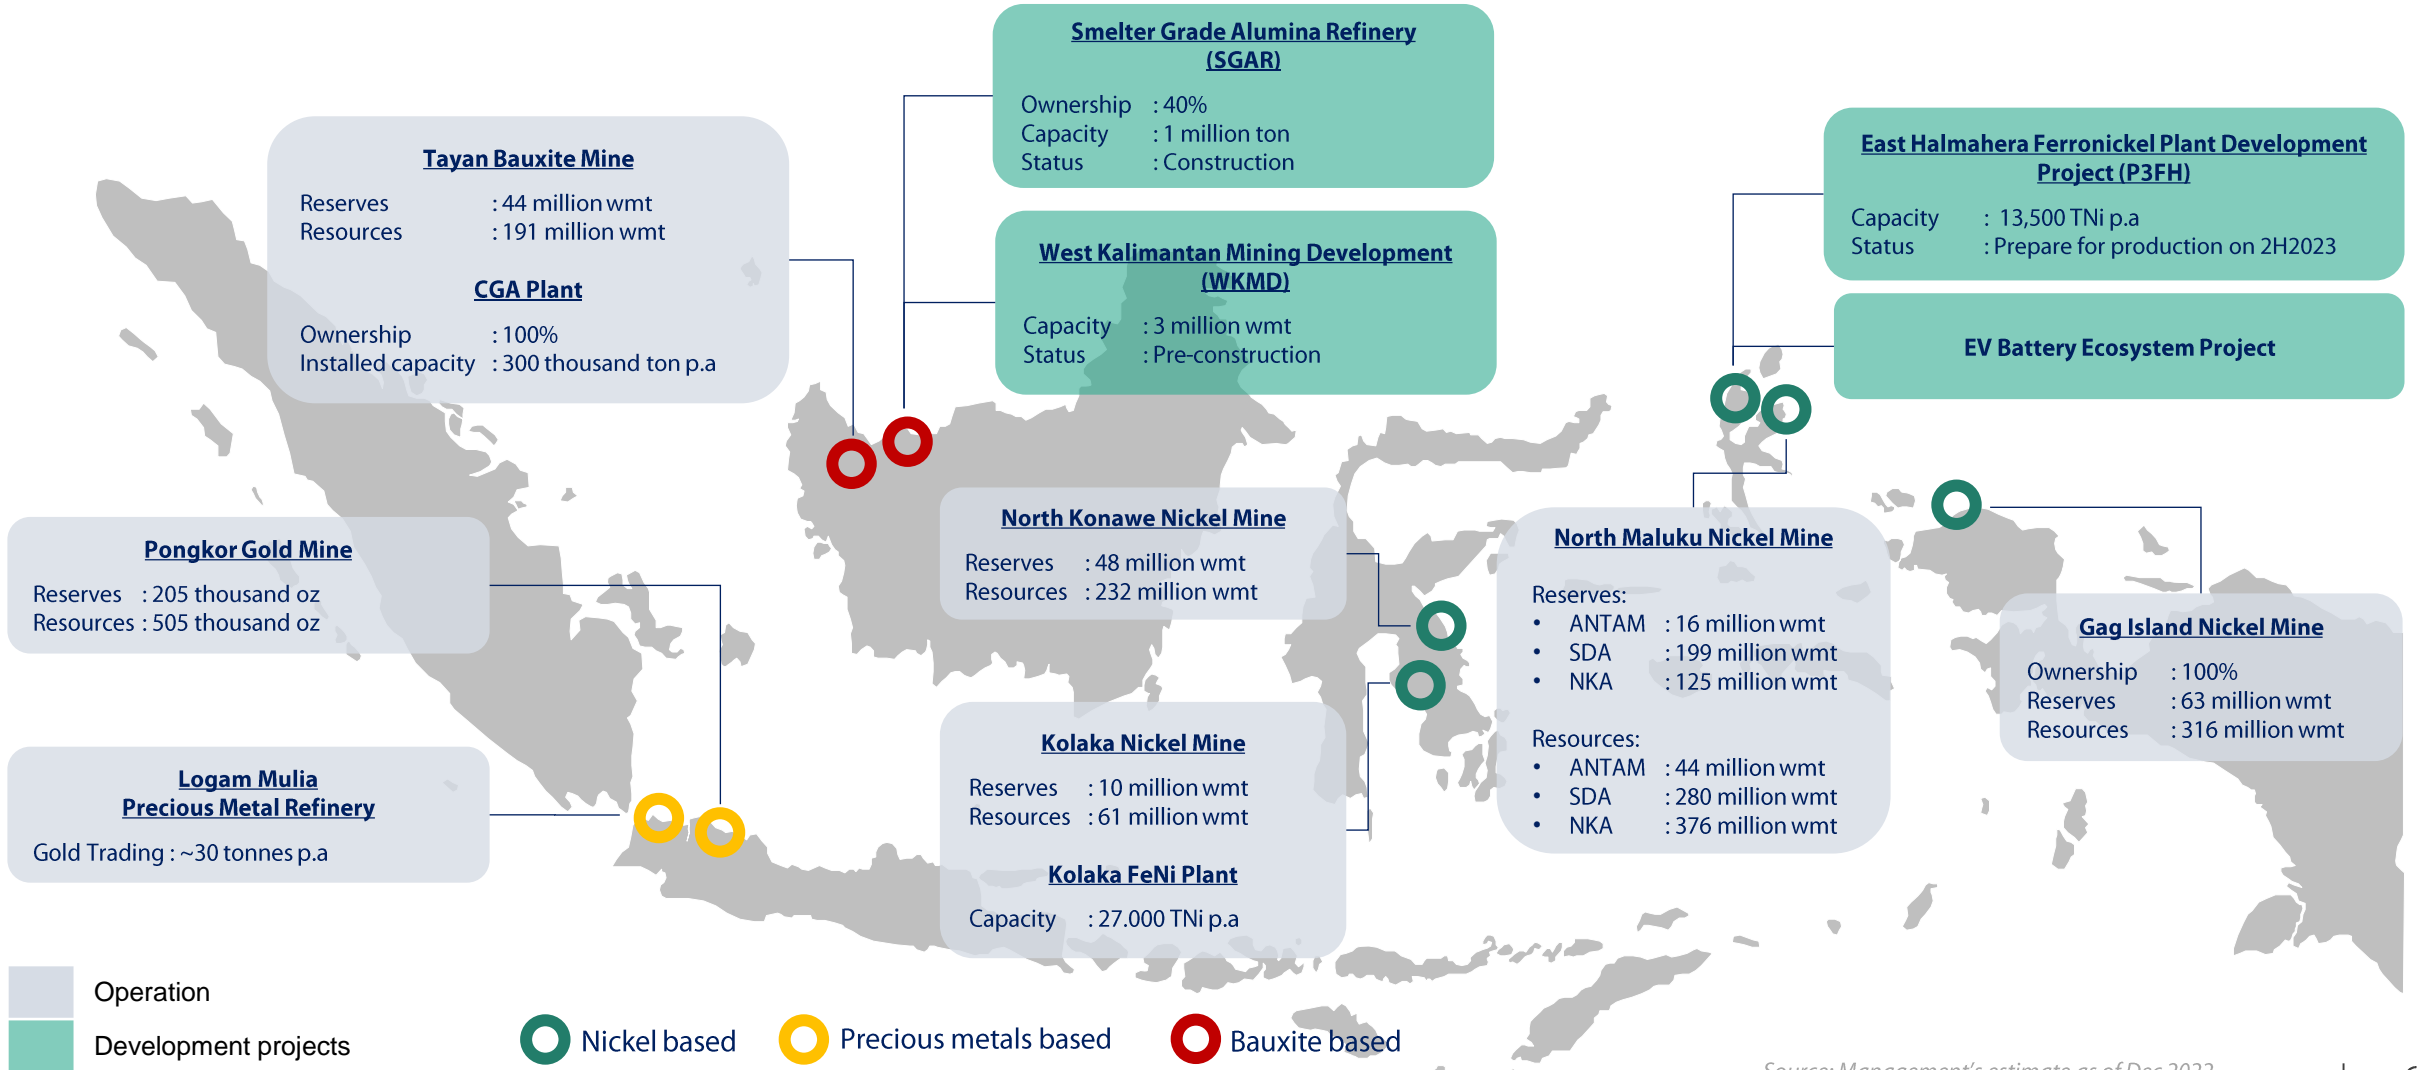 Smelter Grade Alumina Refinery
(SGAR)
Ownership : 40%
Capacity : 1 million ton
Status : Construction
Tayan Bauxite Mine
Reserves : 44 million wmt
Resources : 191 million wmt
CGA Plant
Ownership : 100%
Installed capacity : 300 thousand ton p.a
West Kalimantan Mining Development
(WKMD)
Capacity : 3 million wmt
Status : Pre-construction
East Halmahera Ferronickel Plant Development
Project (P3FH)
Capacity : 13,500 TNi p.a
Status : Prepare for production on 2H2023
EV Battery Ecosystem Project
Pongkor Gold Mine
Reserves : 205 thousand oz
Resources : 505 thousand oz
North Konawe Nickel Mine
Reserves : 48 million wmt
Resources : 232 million wmt
North Maluku Nickel Mine
Reserves:
• ANTAM : 16 million wmt
• SDA : 199 million wmt
• NKA : 125 million wmt
Resources:
• ANTAM : 44 million wmt
• SDA : 280 million wmt
• NKA : 376 million wmt
Gag Island Nickel Mine
Ownership : 100%
Reserves : 63 million wmt
Resources : 316 million wmt
Logam Mulia
Precious Metal Refinery
Gold Trading : ~30 tonnes p.a
Kolaka Nickel Mine
Reserves : 10 million wmt
Resources : 61 million wmt
Kolaka FeNi Plant
Capacity : 27.000 TNi p.a
Operation
Development projects
Nickel based
Precious metals based
Bauxite based
Source: Management's estimate as of Dec